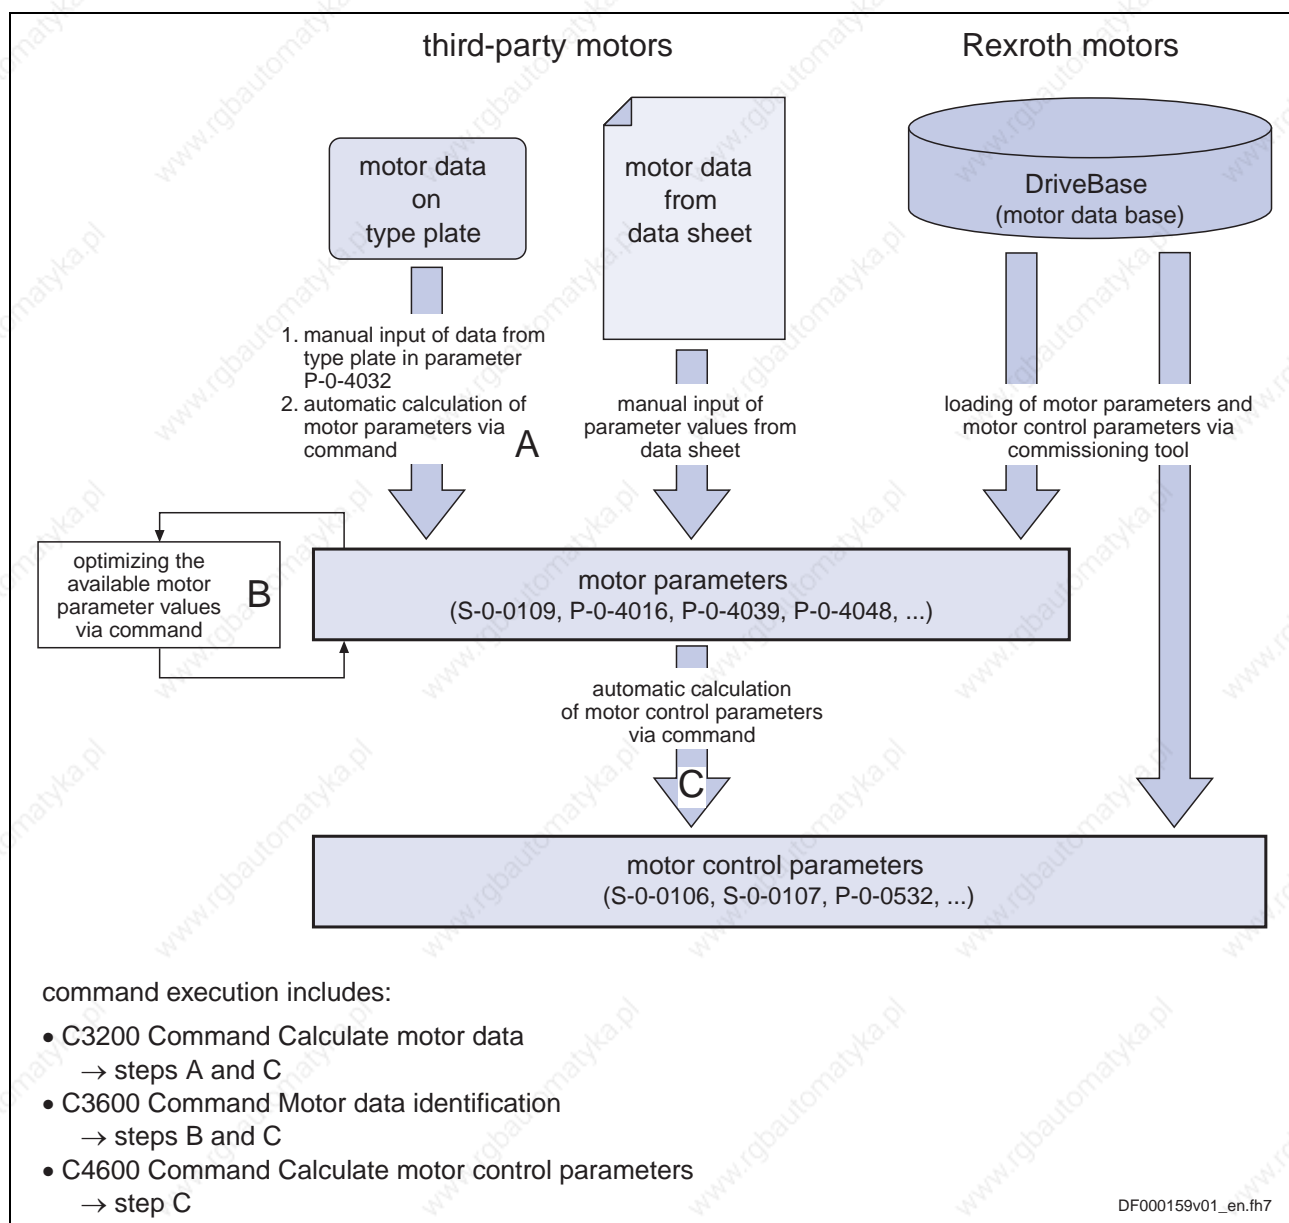 third-party motors
Rexroth motors
motor data
on
type plate
motor data
from
data sheet
DriveBase
(motor data base)
1. manual input of data from
type plate in parameter
P-0-4032
2. automatic calculation of
motor parameters via
command
A
manual input of
parameter values from
data sheet
loading of motor parameters and
motor control parameters via
commissioning tool
optimizing the
available motor
parameter values
via command
B
motor parameters
(S-0-0109, P-0-4016, P-0-4039, P-0-4048, ...)
automatic calculation
of motor control parameters
via command
C
motor control parameters
(S-0-0106, S-0-0107, P-0-0532, ...)
command execution includes:
• C3200 Command Calculate motor data
→ steps A and C
• C3600 Command Motor data identification
→ steps B and C
• C4600 Command Calculate motor control parameters
→ step C
DF000159v01_en.fh7
www.rgbautomatyka.pl